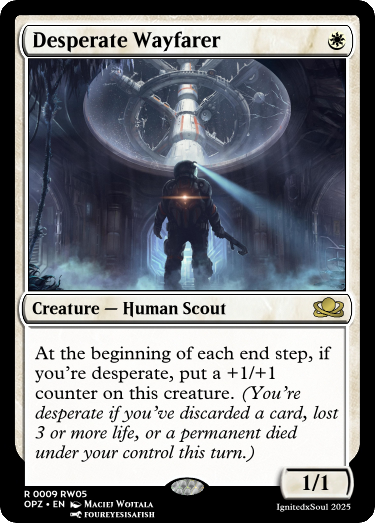 Desperate Wayfarer
Creature — Human Scout
At the beginning of each end step, if
you're desperate, put a +1/+1
counter on this creature. (You're
desperate if you've discarded a card, lost
3 or more life, or a permanent died
under your control this turn.)
1/1
R 0009 RW05
OPZ • EN Maciej Wojtala
foureyesisafish
IgnitedxSoul 2025